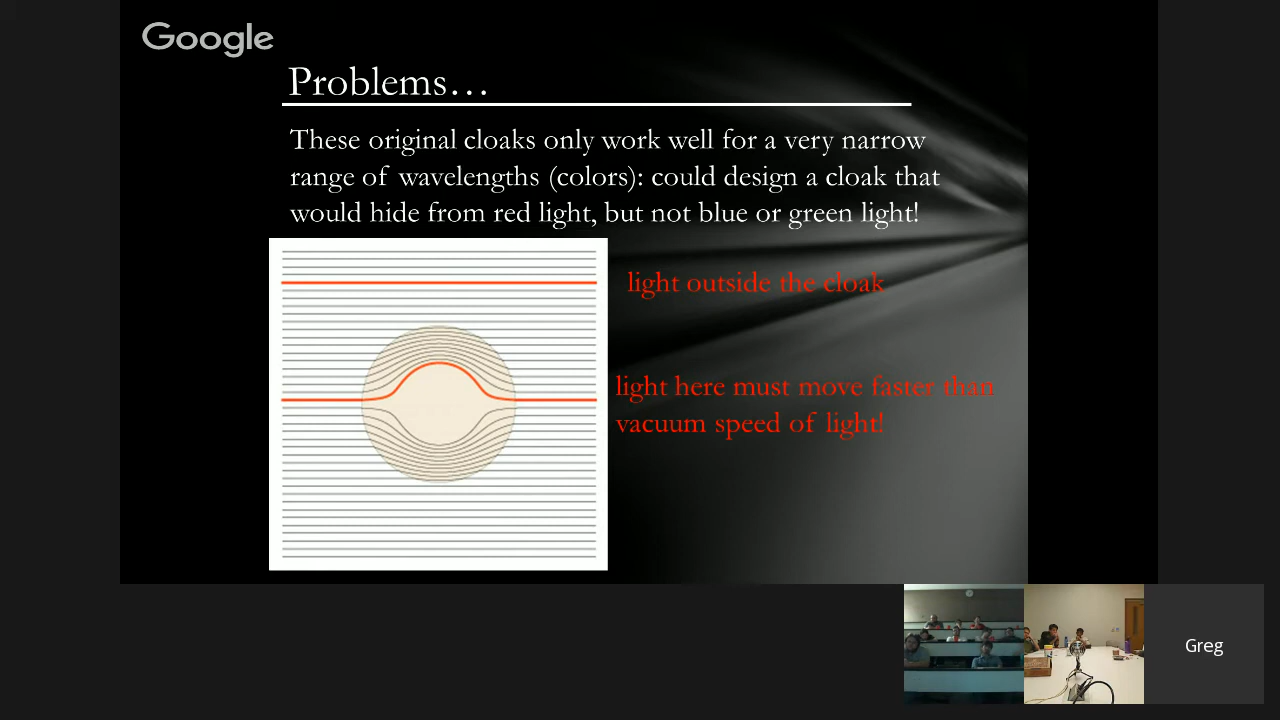 Google
Problems…
These original cloaks only work well for a very narrow
range of wavelengths (colors): could design a cloak that
would hide from red light, but not blue or green light!
light outside the cloak
light here must move faster than
vacuum speed of light!
Greg